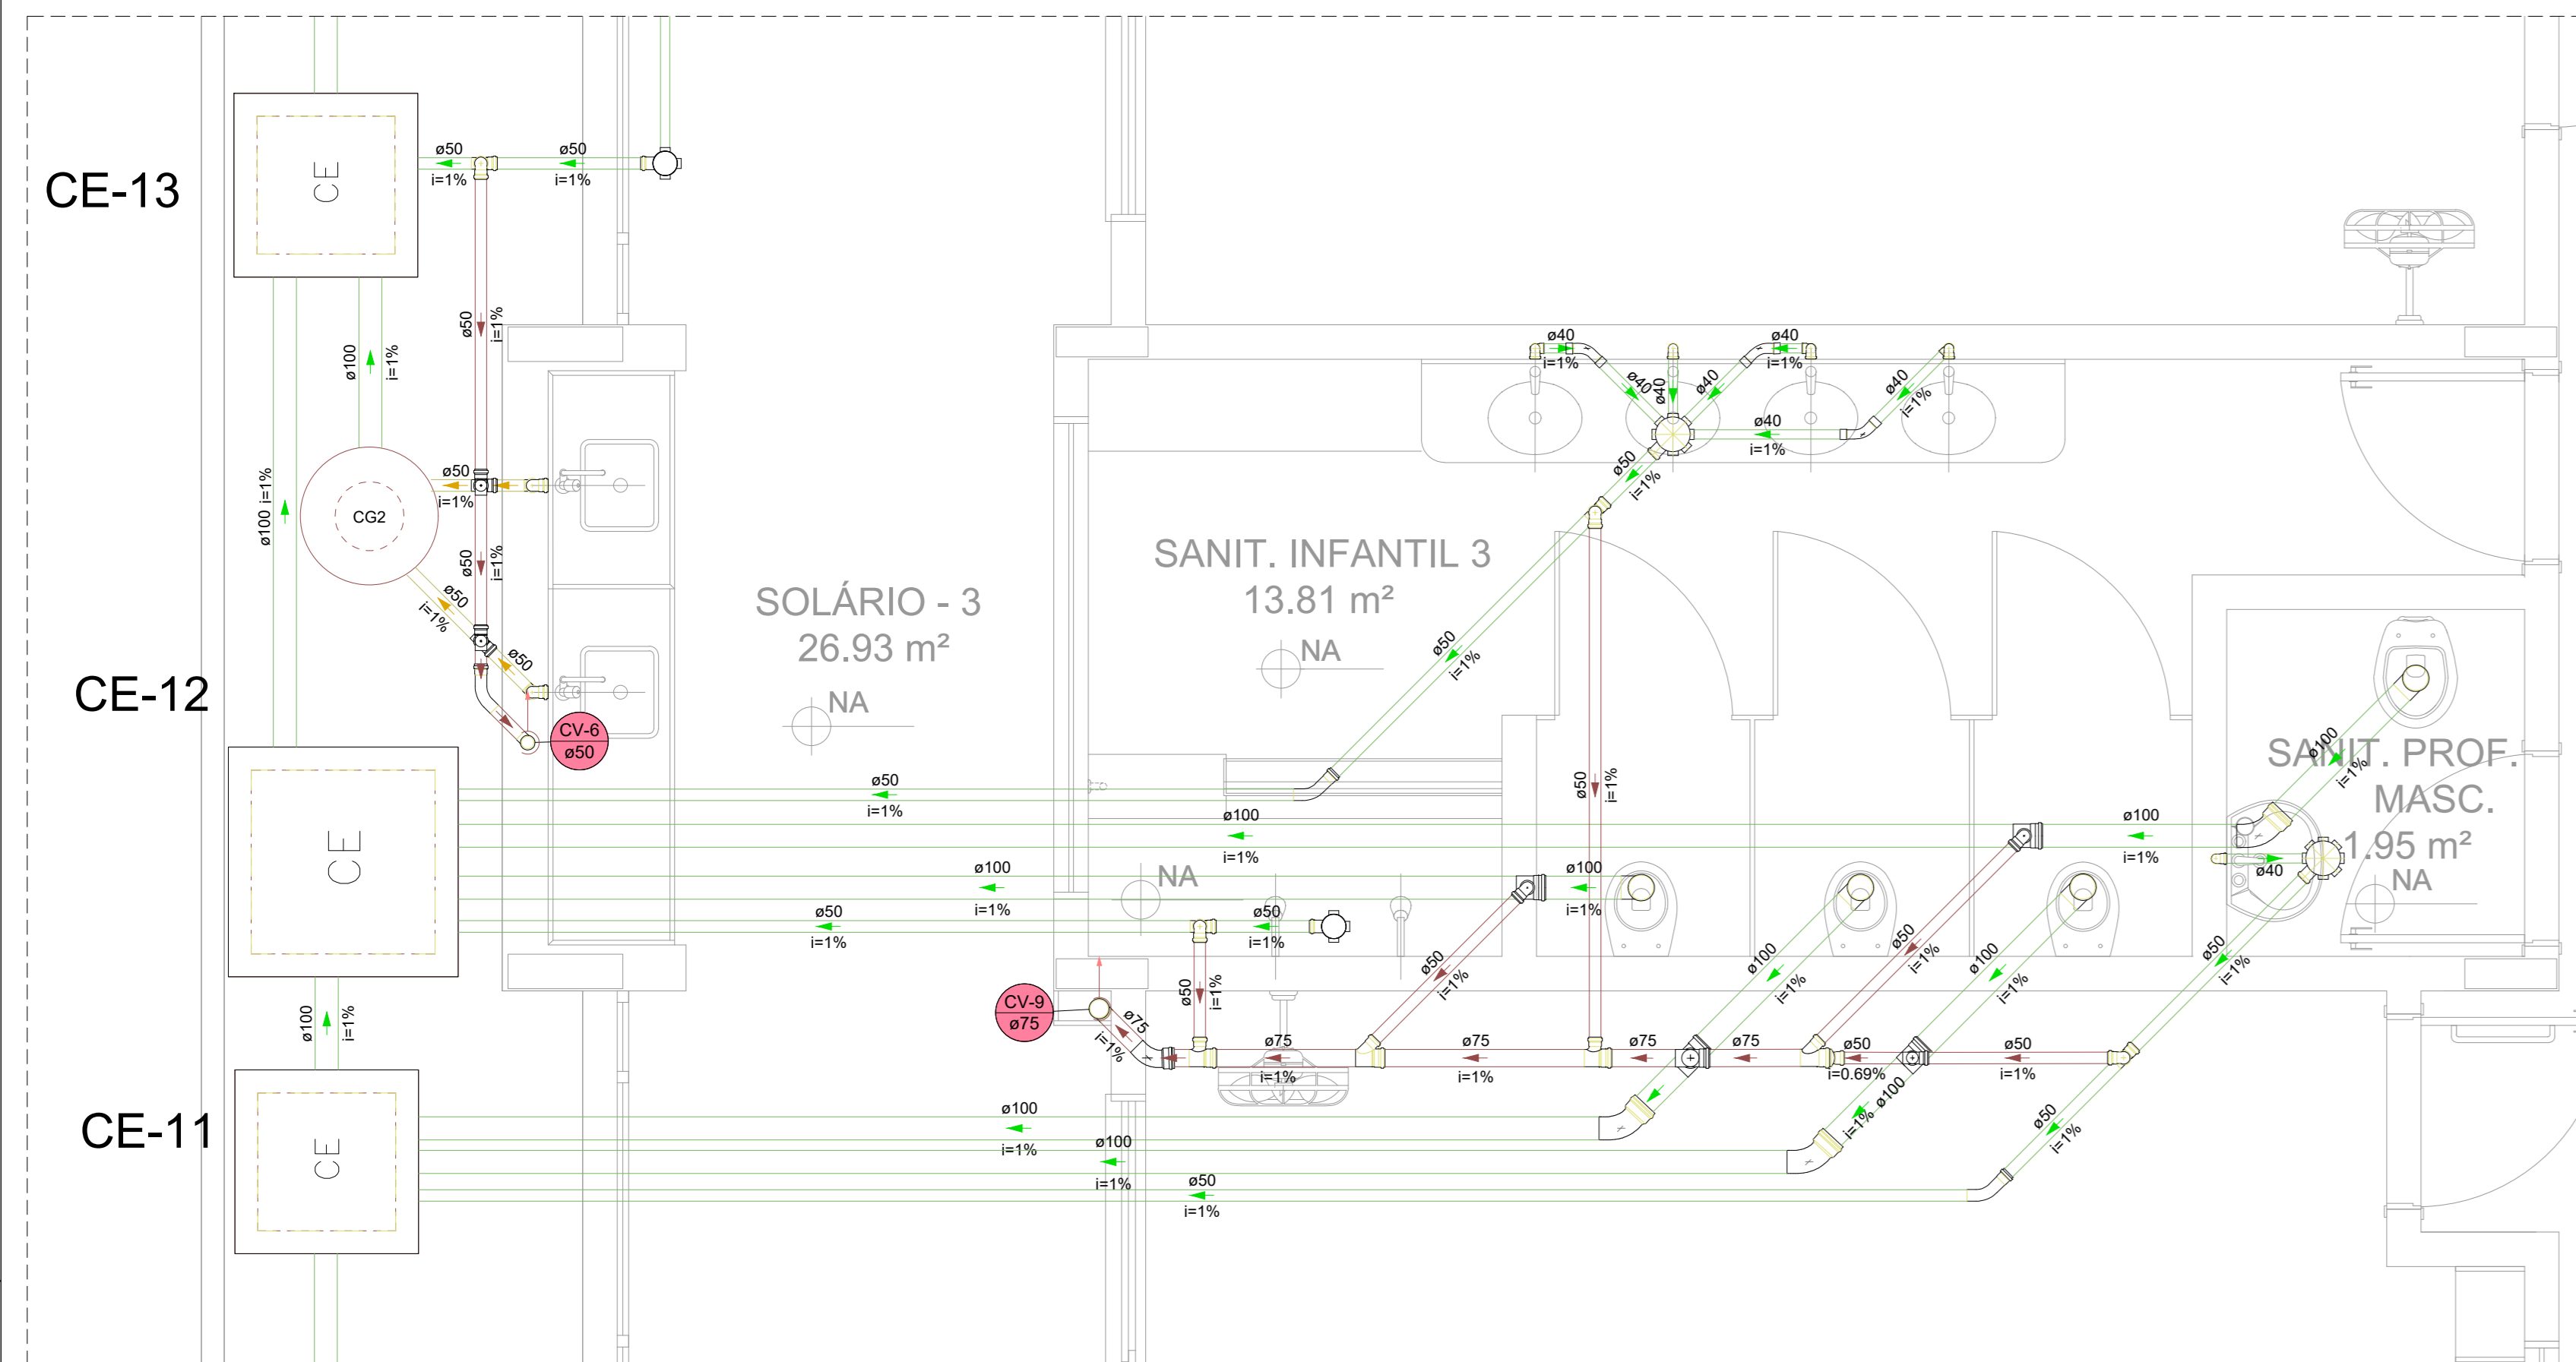 ø50
ø50
CE
i=1%
i=1%
CE-13
ø50
i=1%
ø100
i=1%
ø40
i=1%
ø40
i=1%
ø40
ø40
ø40
ø40
i=1%
ø40
i=1%
ø50
i=1%
ø50
i=1%
ø100 i=1%
CG2
ø50
i=1%
SANIT. INFANTIL 3
13.81 m²
NA
SOLÁRIO - 3
26.93 m²
NA
ø50
i=1%
ø50
ø50
i=1%
CE-12
CV-6
ø50
SANIT. PROF.
MASC.
1.95 m²
NA
ø100
i=1%
ø50
i=1%
ø50
i=1%
CE
ø100
i=1%
ø100
i=1%
ø40
ø100
i=1%
ø100
i=1%
NA
ø50
i=1%
ø50
i=1%
ø50
i=1%
ø50
i=1%
ø100
i=1%
ø50
i=1%
ø100
i=1%
ø50
i=1%
CV-9
ø75
ø75
i=1%
ø100
i=1%
ø75
i=1%
ø75
i=1%
ø75
ø75
ø50
i=0.69%
ø50
i=1%
ø100
i=1%
ø50
i=1%
CE-11
CE
ø100
i=1%
ø100
i=1%
ø50
i=1%